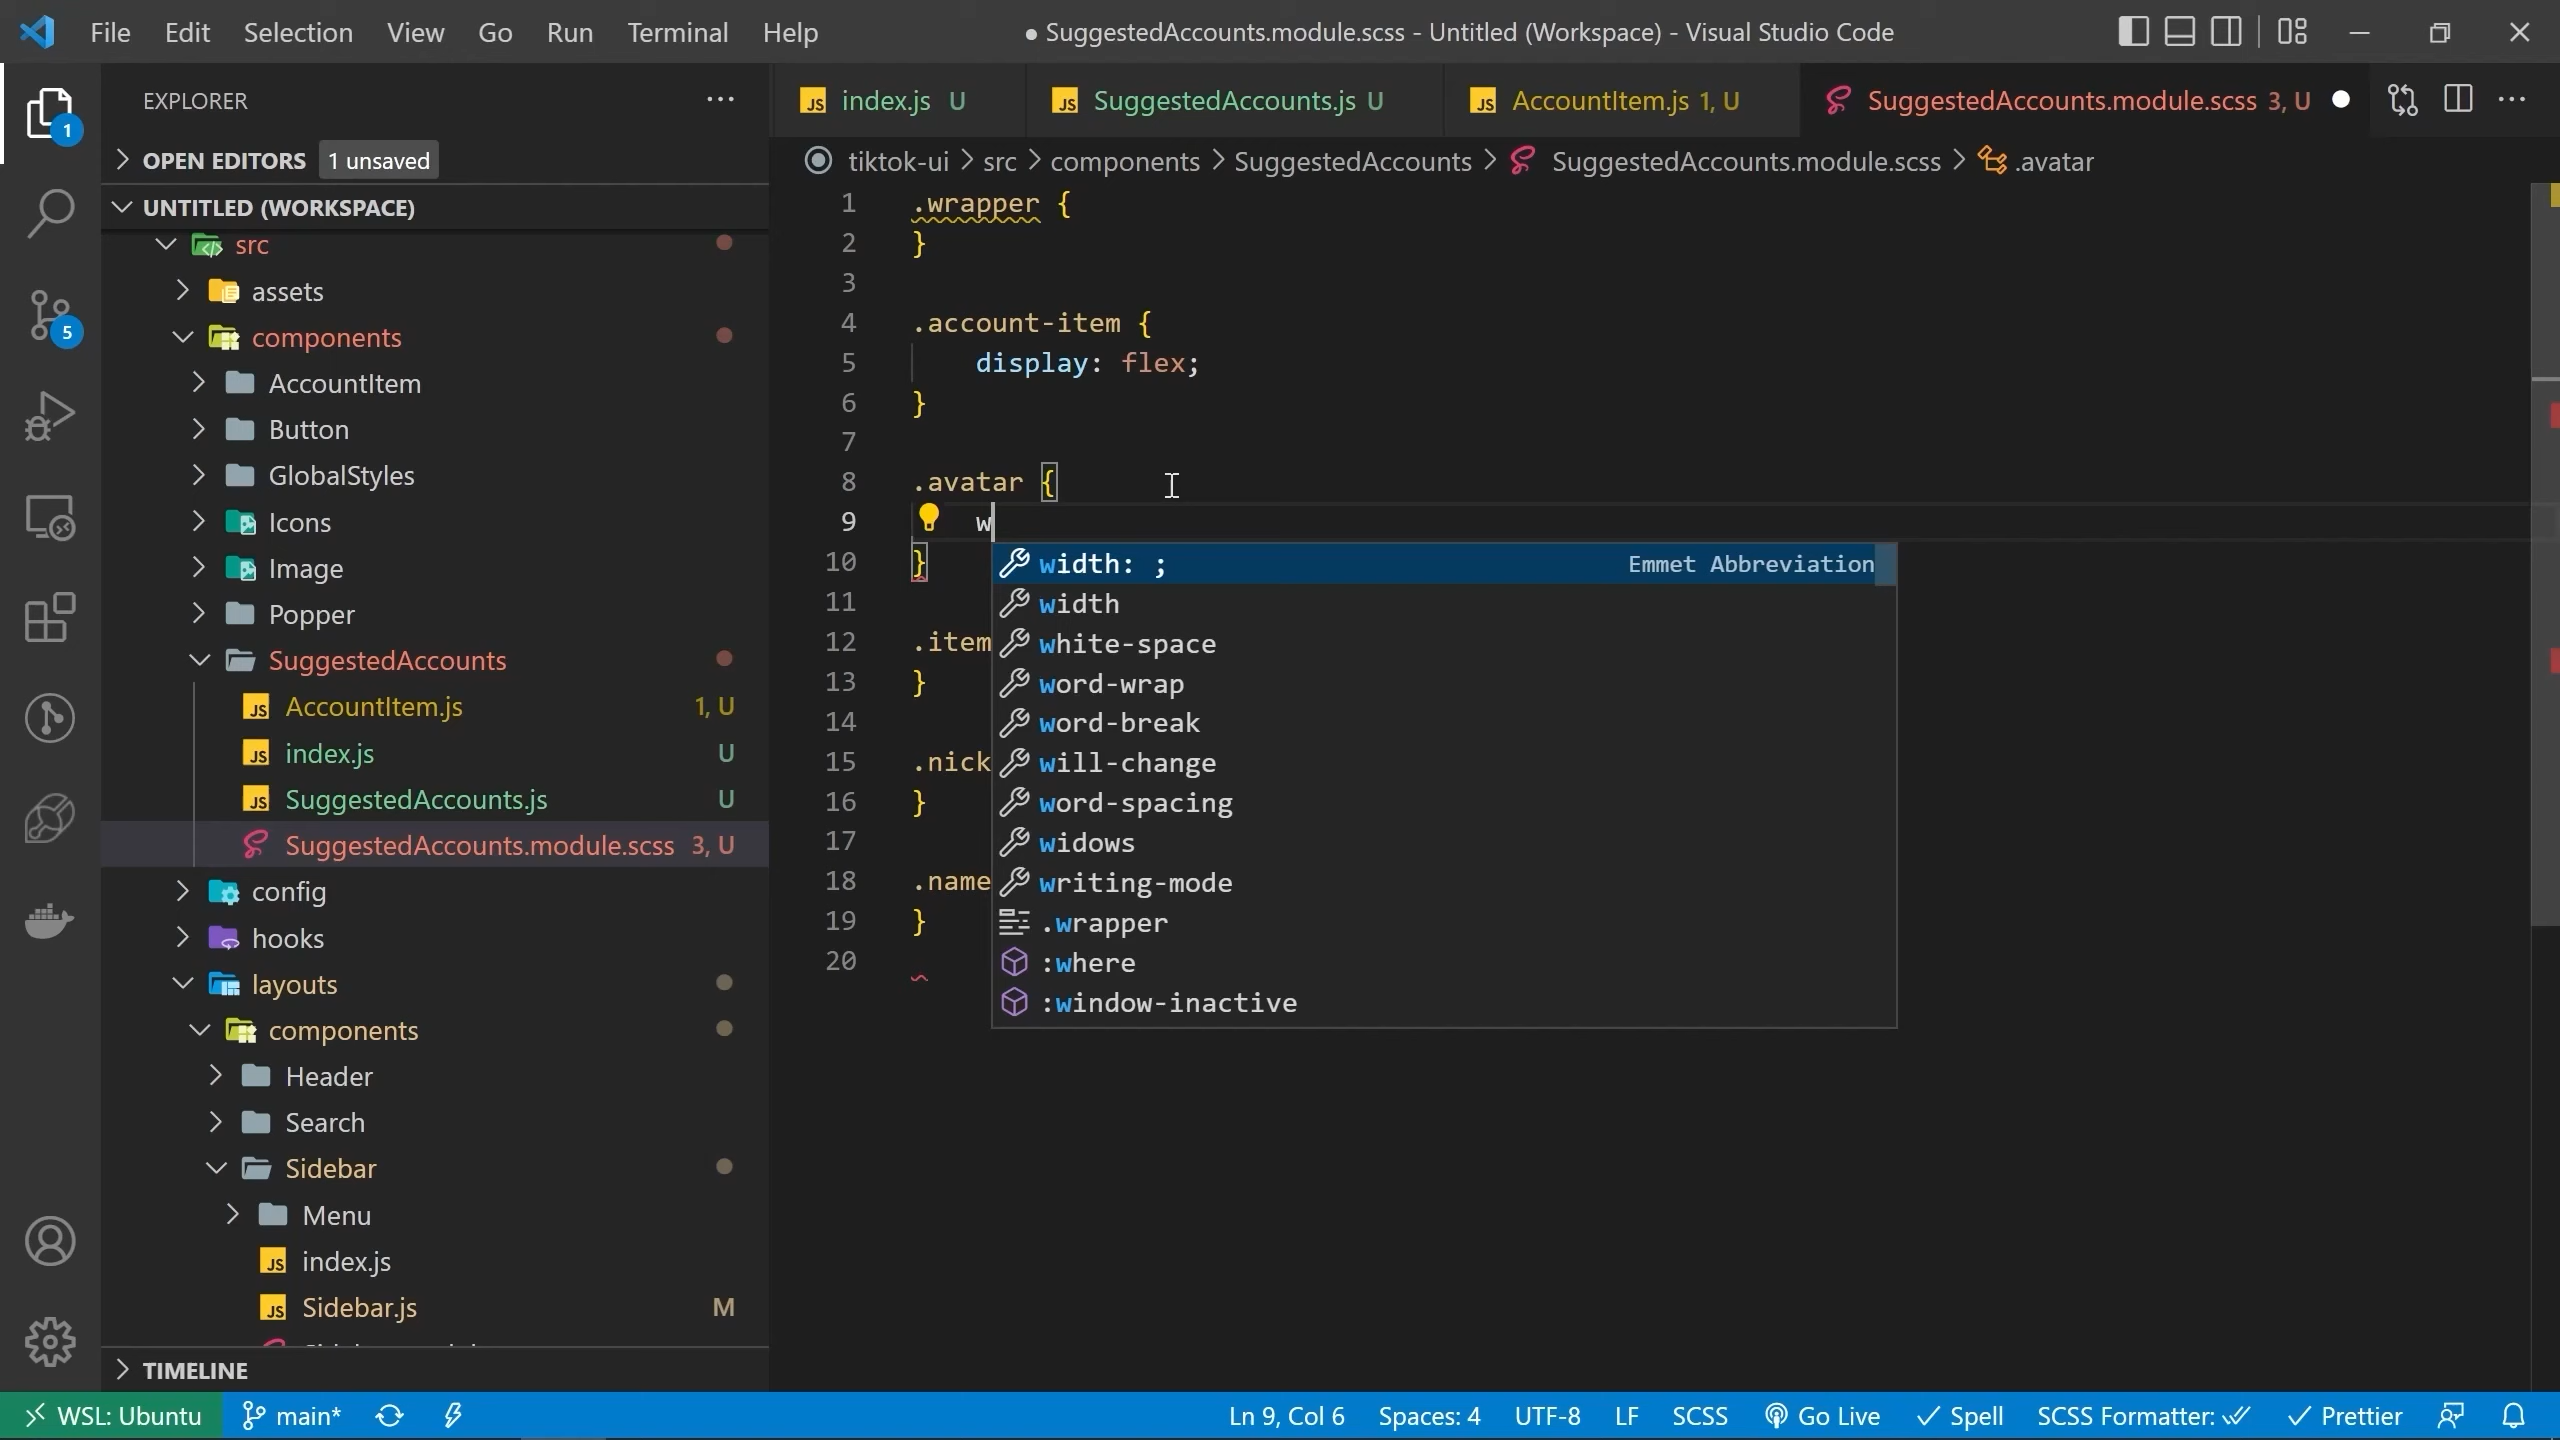 File Edit Selection View Go Run Terminal Help
● SuggestedAccounts.module.scss - Untitled (Workspace) - Visual Studio Code
EXPLORER
OPEN EDITORS 1 unsaved
UNTITLED (WORKSPACE)
src
assets
components
AccountItem
Button
GlobalStyles
Icons
Image
Popper
SuggestedAccounts
AccountItem.js 1, U
index.js U
SuggestedAccounts.js U
SuggestedAccounts.module.scss 3, U
config
hooks
layouts
components
Header
Search
Sidebar
Menu
index.js
Sidebar.js M
TIMELINE
1
5
index.js U
SuggestedAccounts.js U
AccountItem.js 1, U
SuggestedAccounts.module.scss 3, U
tiktok-ui > src > components > SuggestedAccounts > SuggestedAccounts.module.scss > .avatar
1 .wrapper {
2 }
3
4 .account-item {
5 display: flex;
6 }
7
8 .avatar {
9 w
10 }
11
12 .item
13 }
14
15 .nick
16 }
17
18 .name
19 }
20
width: ; Emmet Abbreviation
width
white-space
word-wrap
word-break
will-change
word-spacing
widows
writing-mode
.wrapper
:where
:window-inactive
WSL: Ubuntu main* Ln 9, Col 6 Spaces: 4 UTF-8 LF SCSS Go Live Spell SCSS Formatter: Prettier